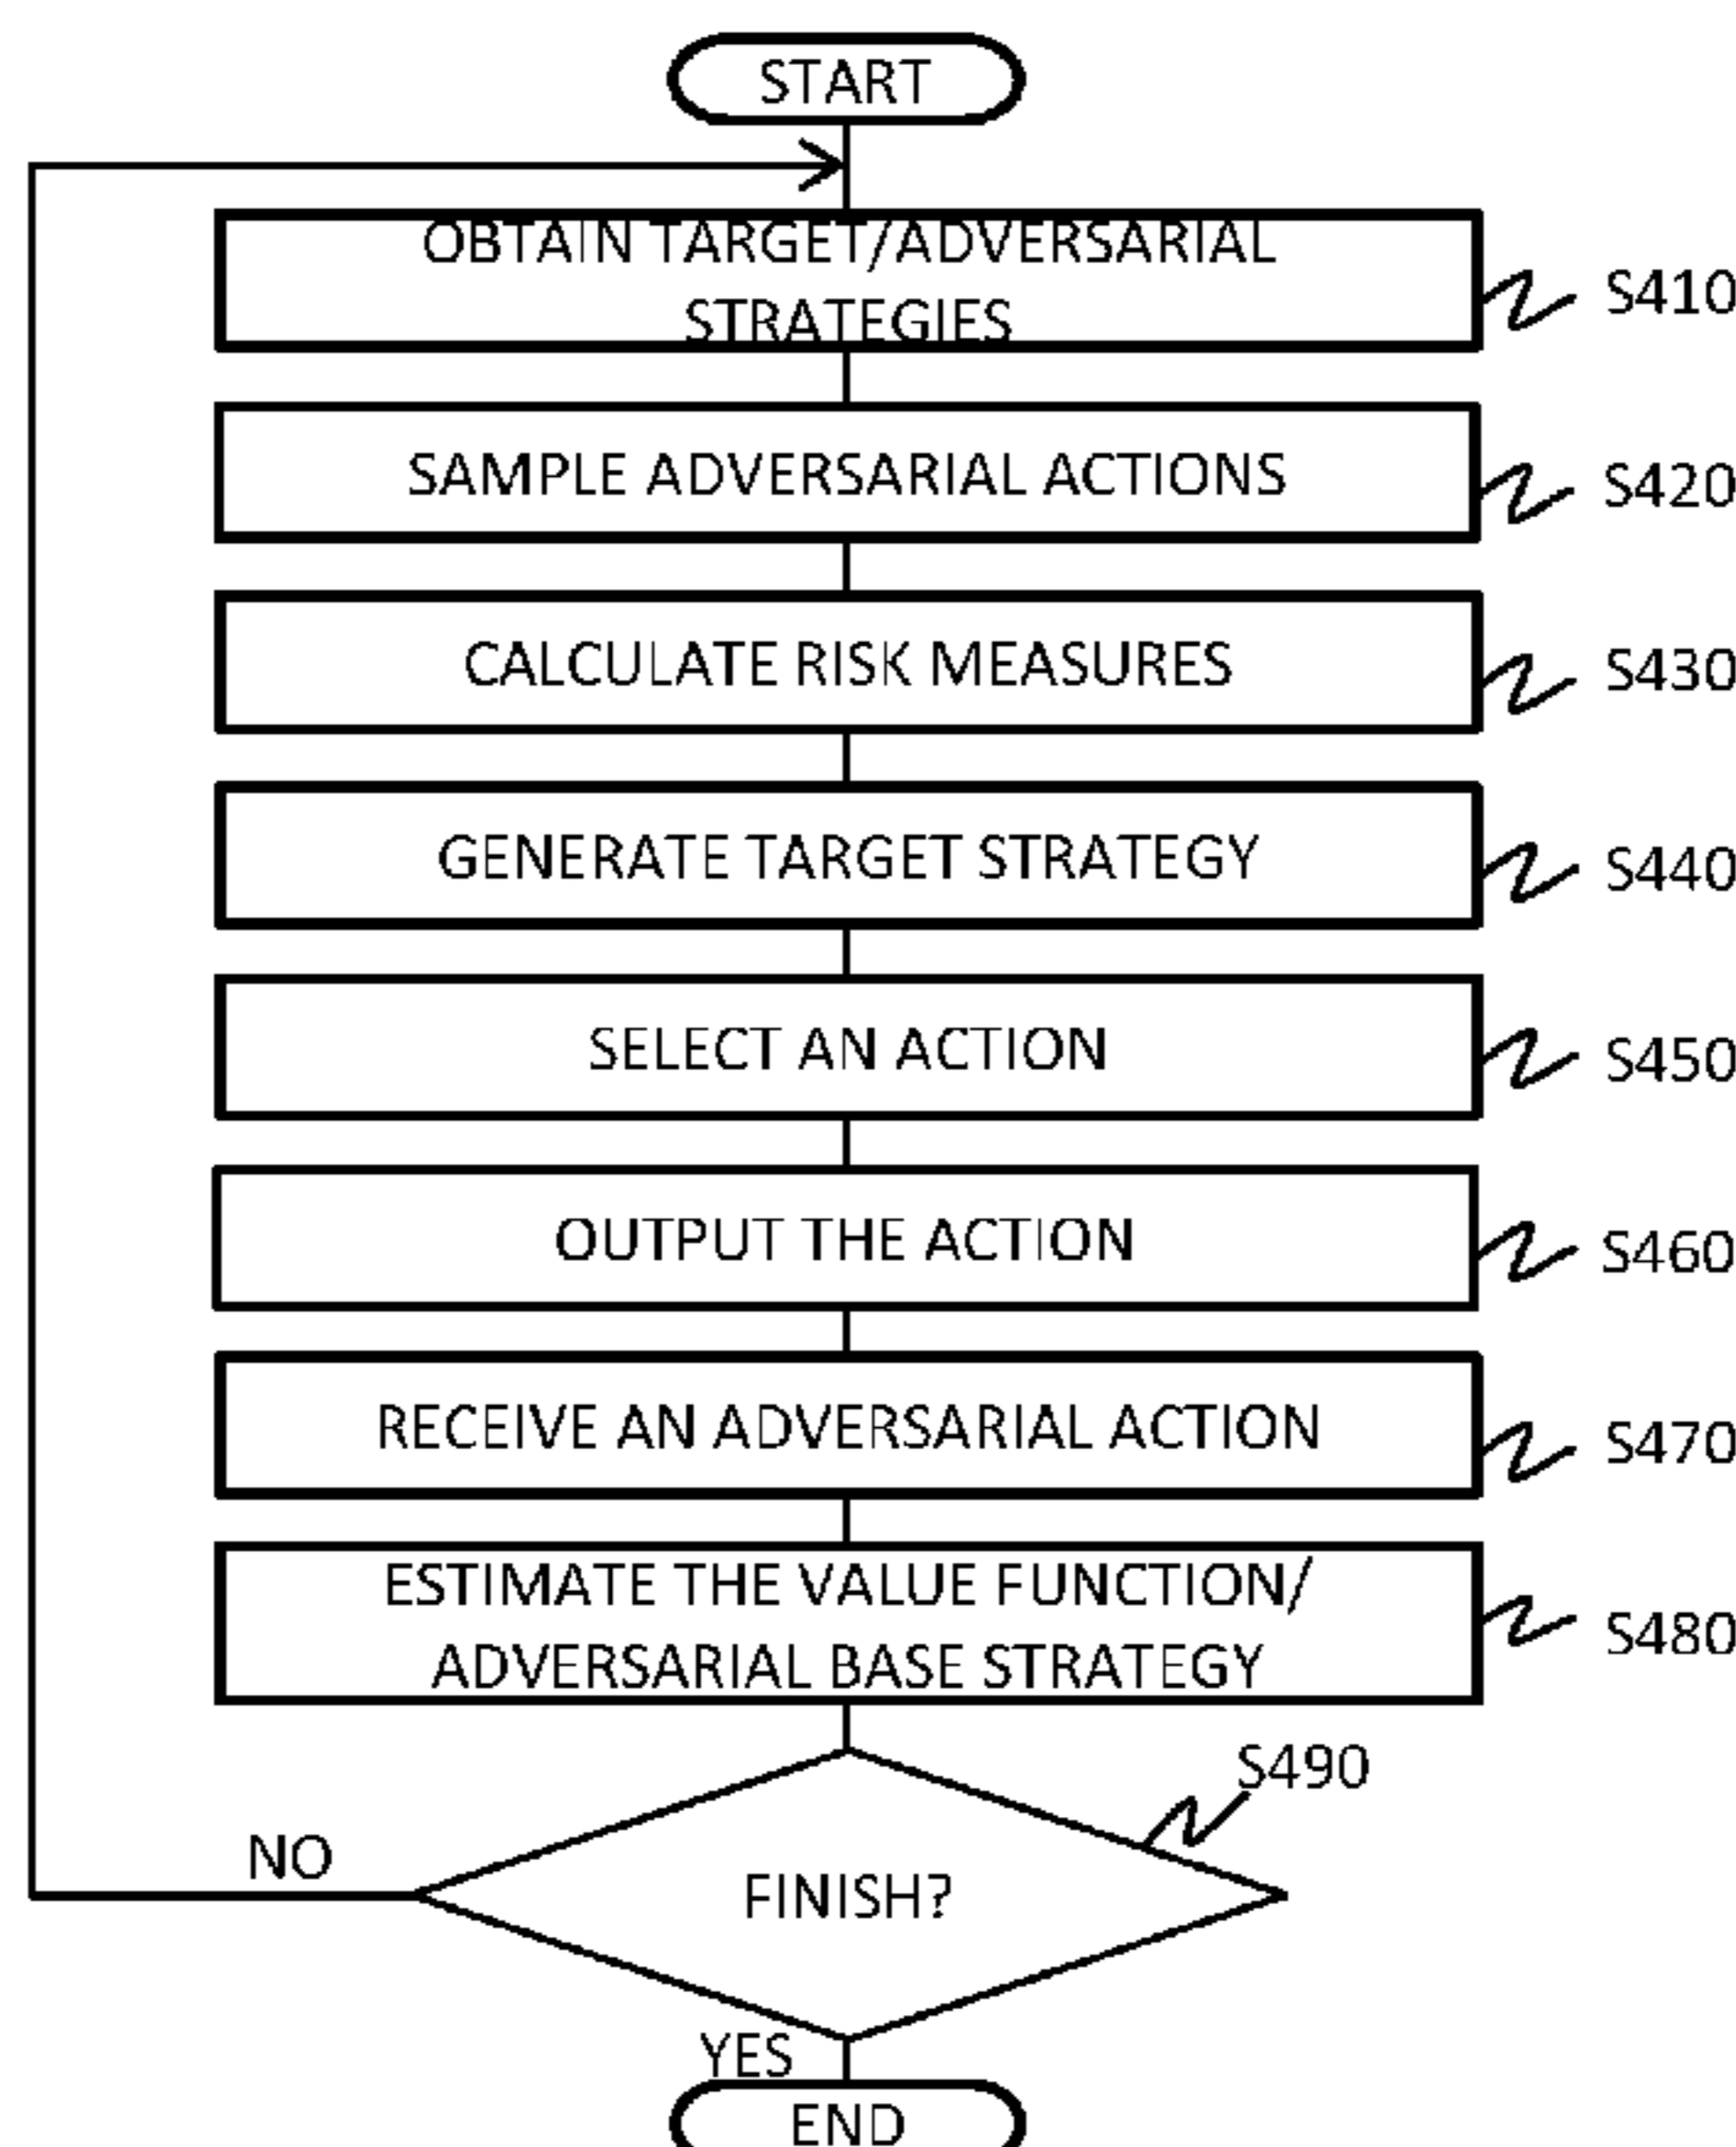 START
OBTAIN TARGET/ADVERSARIAL
STRATEGIES
S410
SAMPLE ADVERSARIAL ACTIONS
S420
CALCULATE RISK MEASURES
S430
GENERATE TARGET STRATEGY
S440
SELECT AN ACTION
S450
OUTPUT THE ACTION
S460
RECEIVE AN ADVERSARIAL ACTION
S470
ESTIMATE THE VALUE FUNCTION/
ADVERSARIAL BASE STRATEGY
S480
S490
NO
FINISH?
YES
END